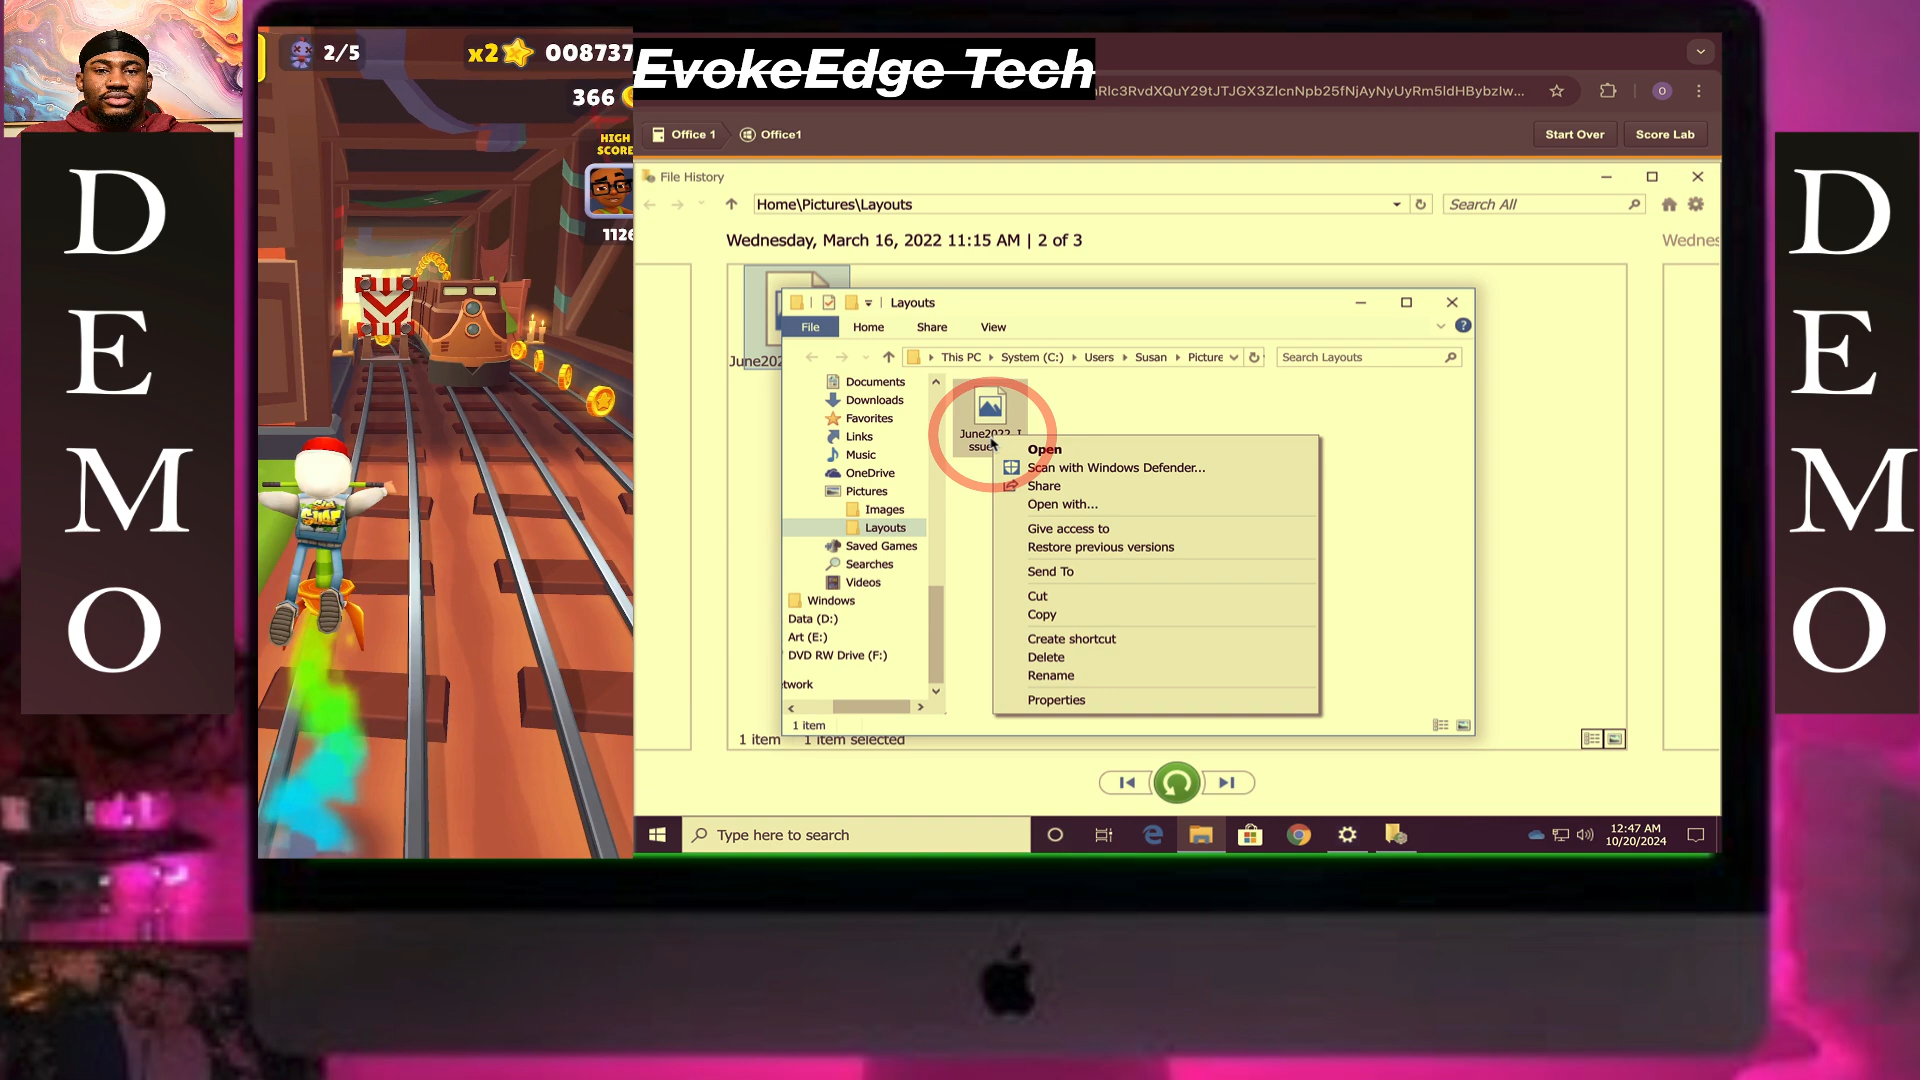 D
E
M
O
2/5
x2
008737
366
HIGH
SCORE
1126
SURF
EvokeEdge Tech
Rlc3RvdXQuY29tJTJGX3ZlcnNpb25fNjAyNyUyRm5ldHBybzlw...
O
Office 1
Office1
Start Over
Score Lab
File History
Home\Pictures\Layouts
Search All
Wednesday, March 16, 2022 11:15 AM | 2 of 3
Wednes
June202
Layouts
File
Home
Share
View
This PC
System (C:)
Users
Susan
Picture
Search Layouts
Documents
Downloads
Favorites
Links
Music
OneDrive
Pictures
Images
Layouts
Saved Games
Searches
Videos
Windows
Data (D:)
Art (E:)
DVD RW Drive (F:)
twork
June2022_I
ssue
Open
Scan with Windows Defender...
Share
Open with...
Give access to
Restore previous versions
Send To
Cut
Copy
Create shortcut
Delete
Rename
Properties
1 item
1 item
1 item selected
Type here to search
12:47 AM
10/20/2024
D
E
M
O